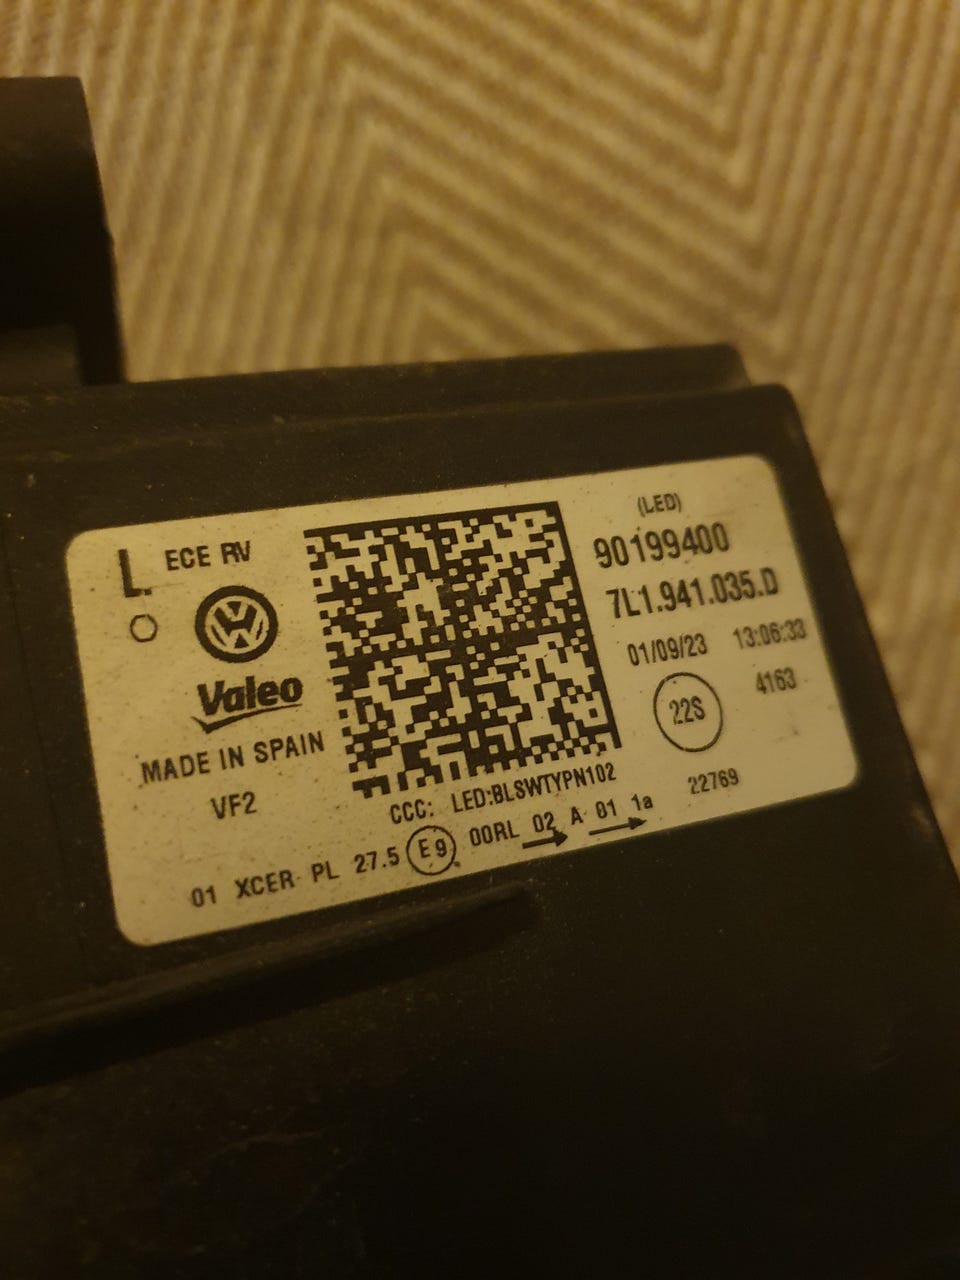 L ECE RV
Valeo
MADE IN SPAIN
VF2
(LED)
90199400
7L1.941.035.D
01/09/23 13:06:33
22S 4163
CCC: LED:BLSWTYPN102
22769
01 XCER PL 27.5 E9 00RL 02 A 01 1a